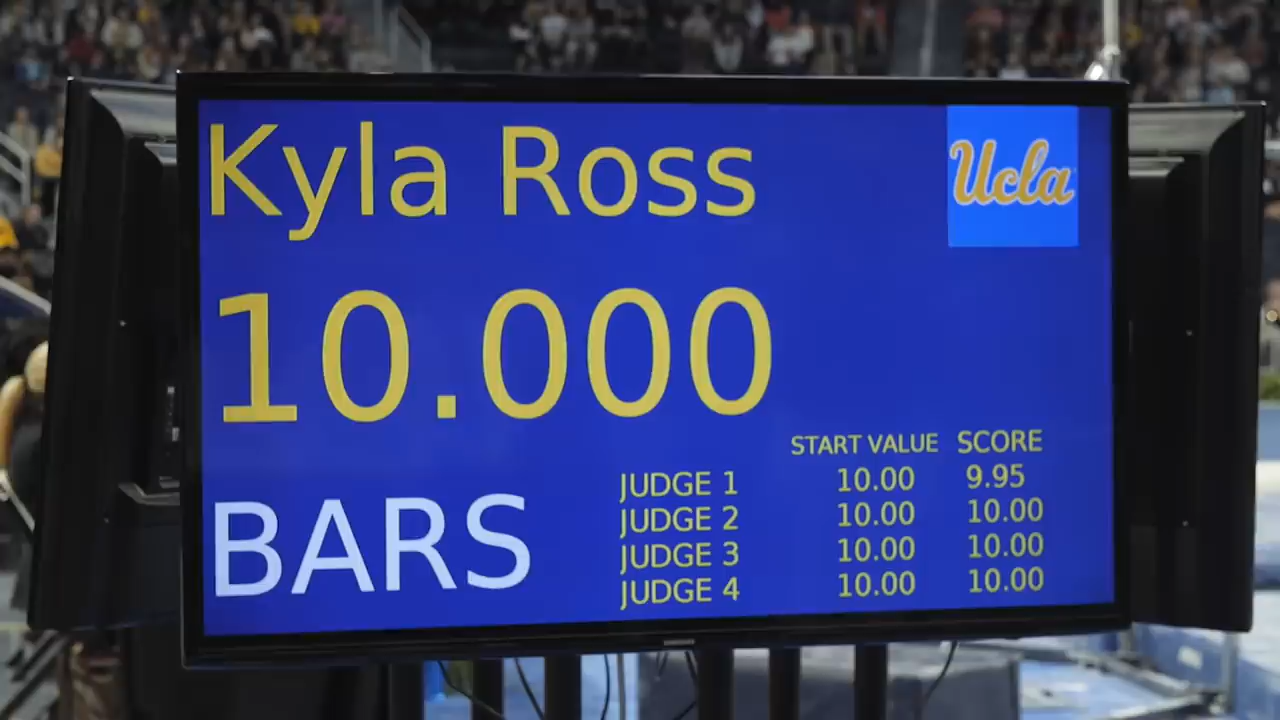 Kyla Ross
Ucla
10.000
START VALUE SCORE
JUDGE 1 10.00 9.95
JUDGE 2 10.00 10.00
JUDGE 3 10.00 10.00
JUDGE 4 10.00 10.00
BARS